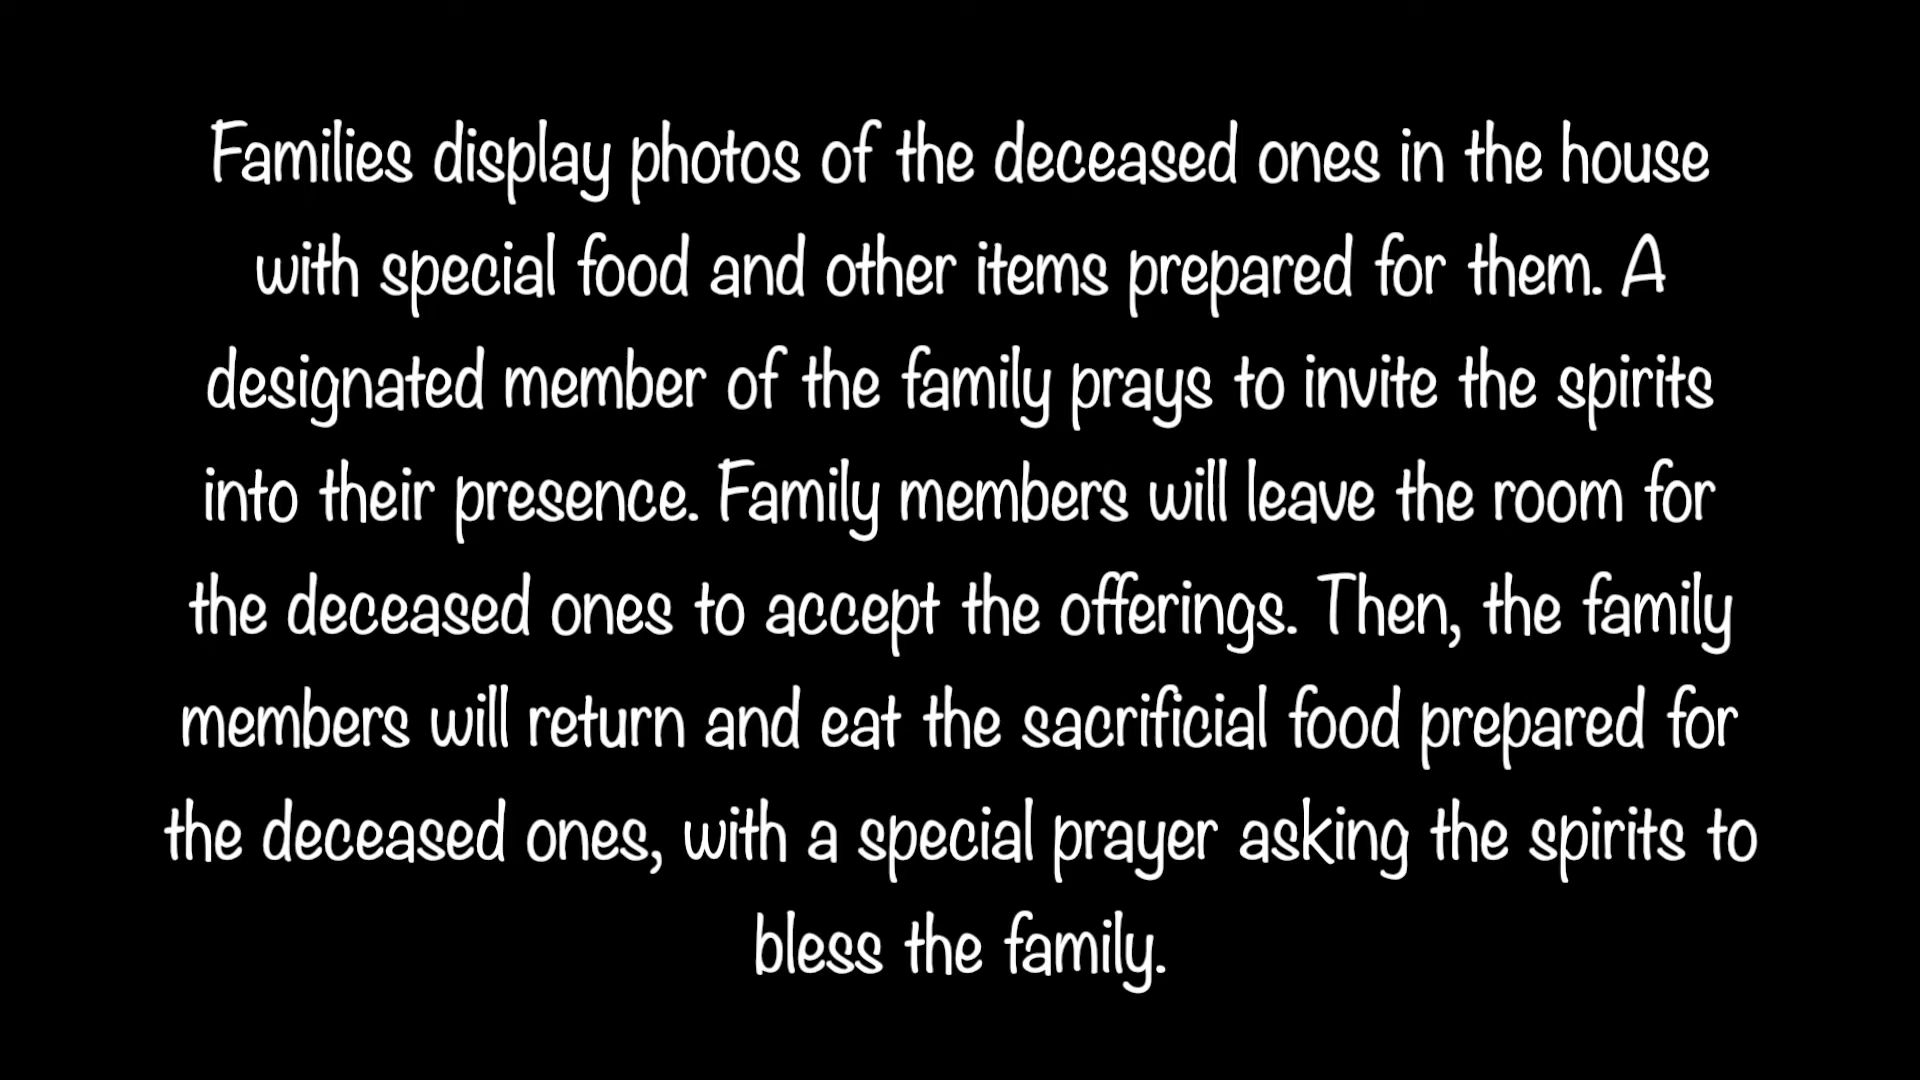 Families display photos of the deceased ones in the house
with special food and other items prepared for them. A
designated member of the family prays to invite the spirits
into their presence. Family members will leave the room for
the deceased ones to accept the offerings. Then, the family
members will return and eat the sacrificial food prepared for
the deceased ones, with a special prayer asking the spirits to
bless the family.